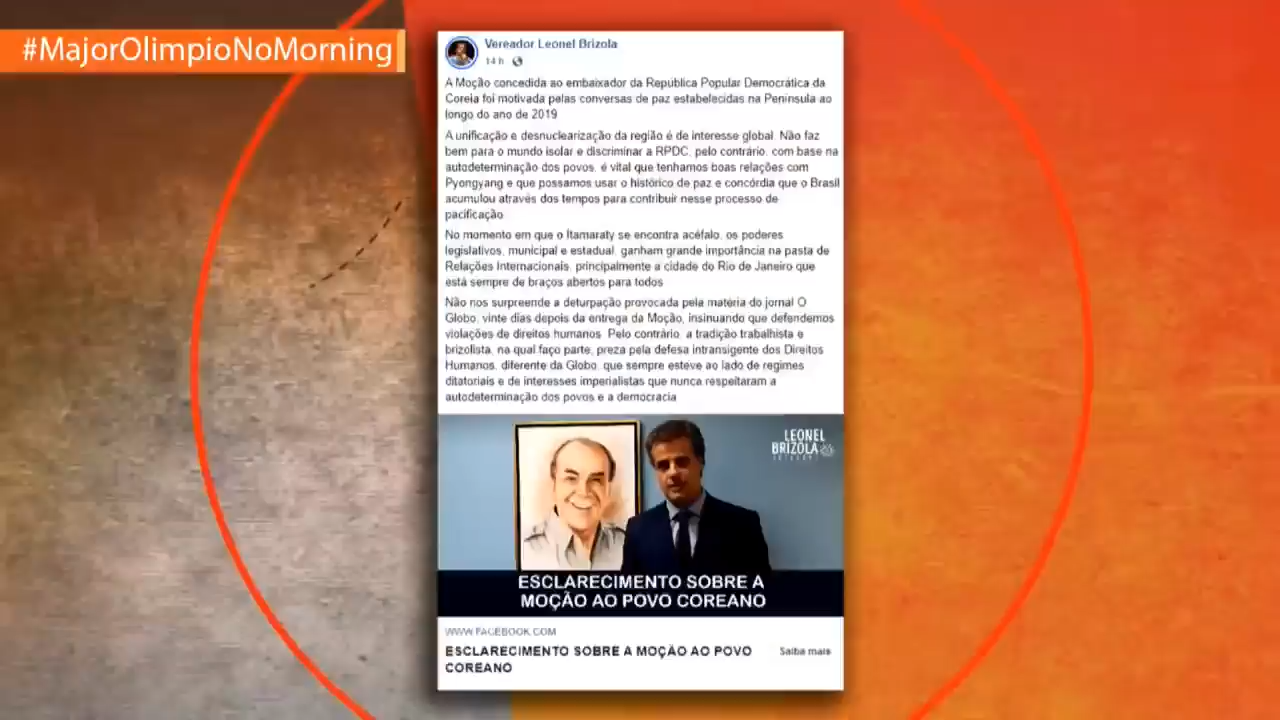 #MajorOlimpioNoMorning
Vereador Leonel Brizola
14 h
A Moção concedida ao embaixador da República Popular Democrática da
Coreia foi motivada pelas conversas de paz estabelecidas na Península ao
longo do ano de 2019
A unificação e desnuclearização da região é de interesse global. Não faz
bem para o mundo isolar e discriminar a RPDC, pelo contrário, com base na
autodeterminação dos povos, é vital que tenhamos boas relações com
Pyongyang e que possamos usar o histórico de paz e concórdia que o Brasil
acumulou através dos tempos para contribuir nesse processo de
pacificação
No momento em que o Itamaraty se encontra acéfalo, os poderes
legislativos, municipal e estadual, ganham grande importância na pasta de
Relações Internacionais, principalmente a cidade do Rio de Janeiro que
está sempre de braços abertos para todos
Não nos surpreende a deturpação provocada pela matéria do jornal O
Globo, vinte dias depois da entrega da Moção, insinuando que defendemos
violações de direitos humanos. Pelo contrário, a tradição trabalhista e
brizolista, na qual faço parte, preza pela defesa intransigente dos Direitos
Humanos, diferente da Globo, que sempre esteve ao lado de regimes
ditatoriais e de interesses imperialistas que nunca respeitaram a
autodeterminação dos povos e a democracia
LEONEL
BRIZOLA
ESCLARECIMENTO SOBRE A
MOÇÃO AO POVO COREANO
WWW.FACEBOOK.COM
ESCLARECIMENTO SOBRE A MOÇÃO AO POVO
COREANO
Saiba mais